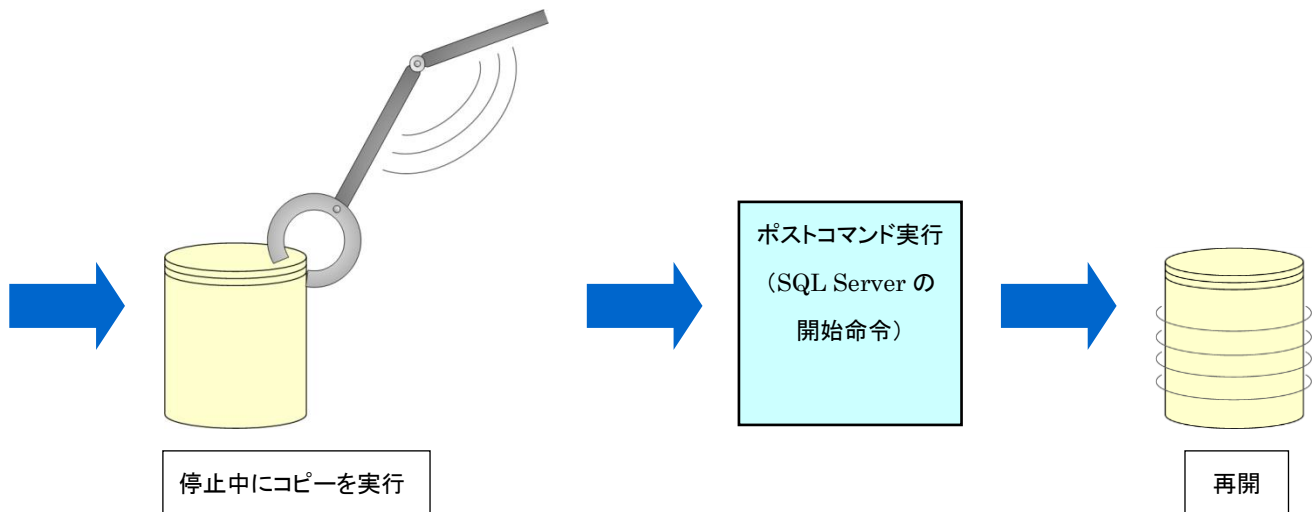 ポストコマンド実行
（SQL Server の
開始命令）
停止中にコピーを実行
再開